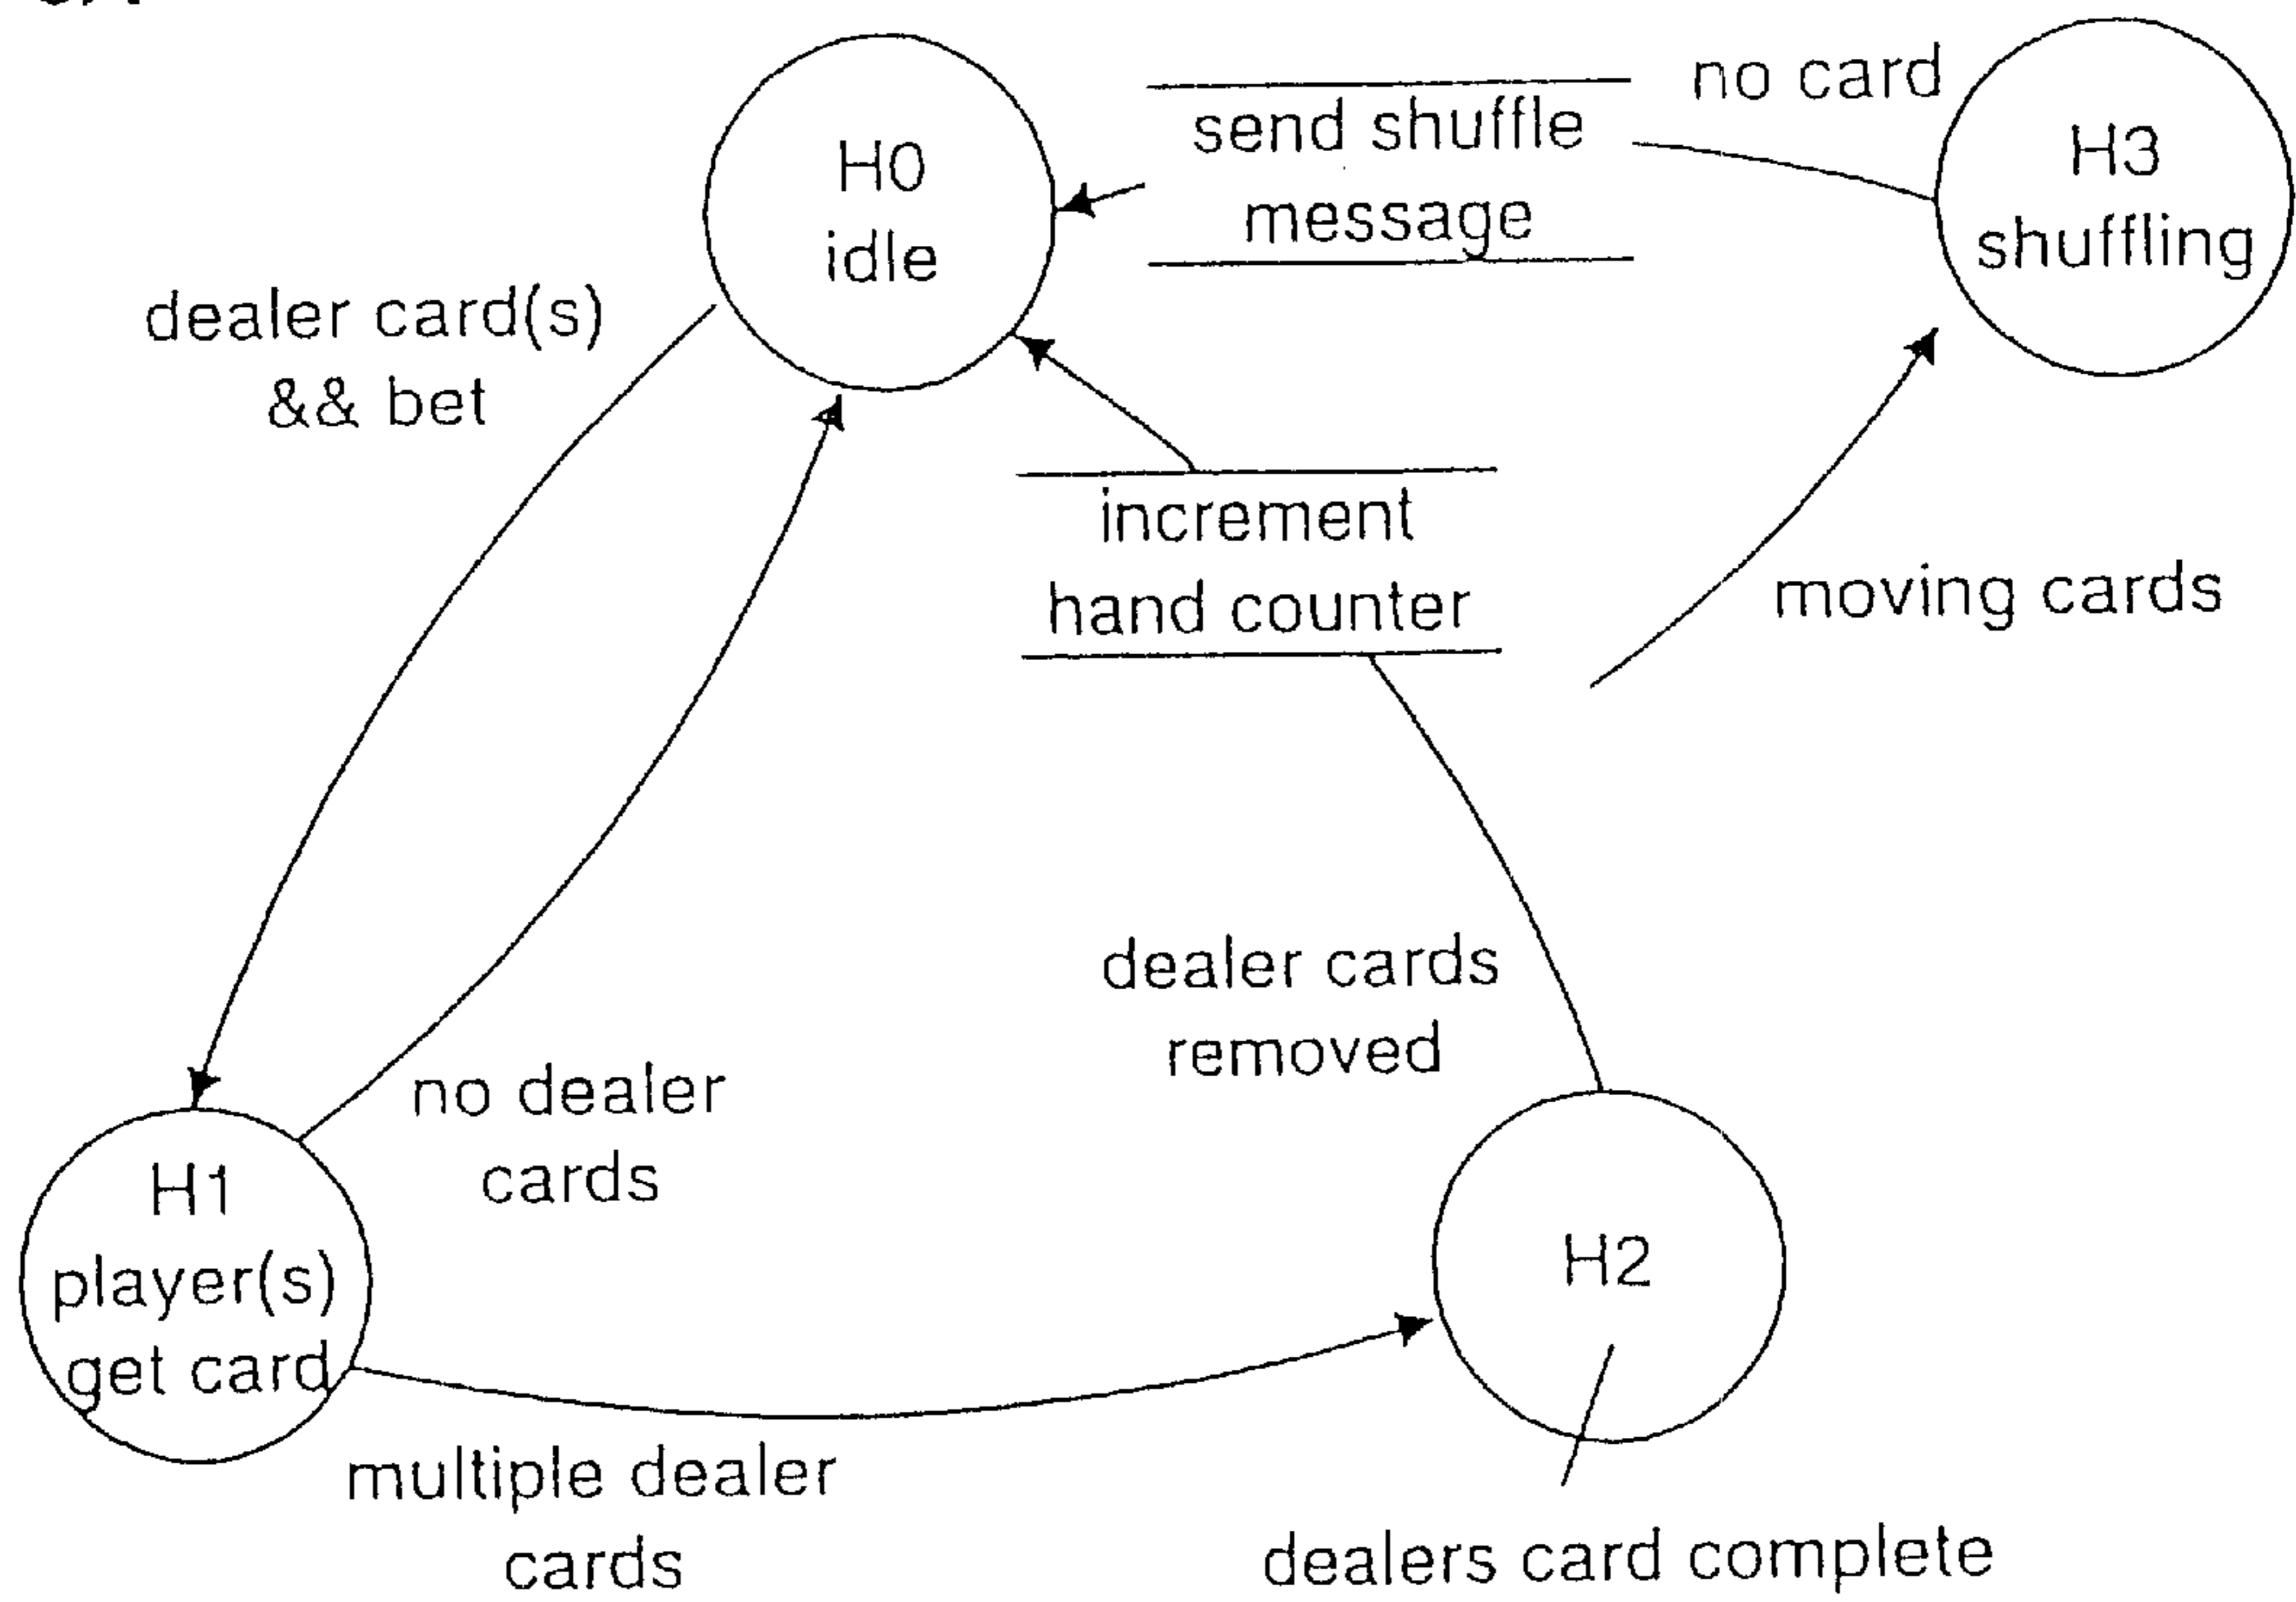 H0
idle
send shuffle
message
no card
H3
shuffling
dealer card(s)
&& bet
increment
hand counter
moving cards
dealer cards
removed
no dealer
cards
H1
player(s)
get card
H2
multiple dealer
cards
dealers card complete